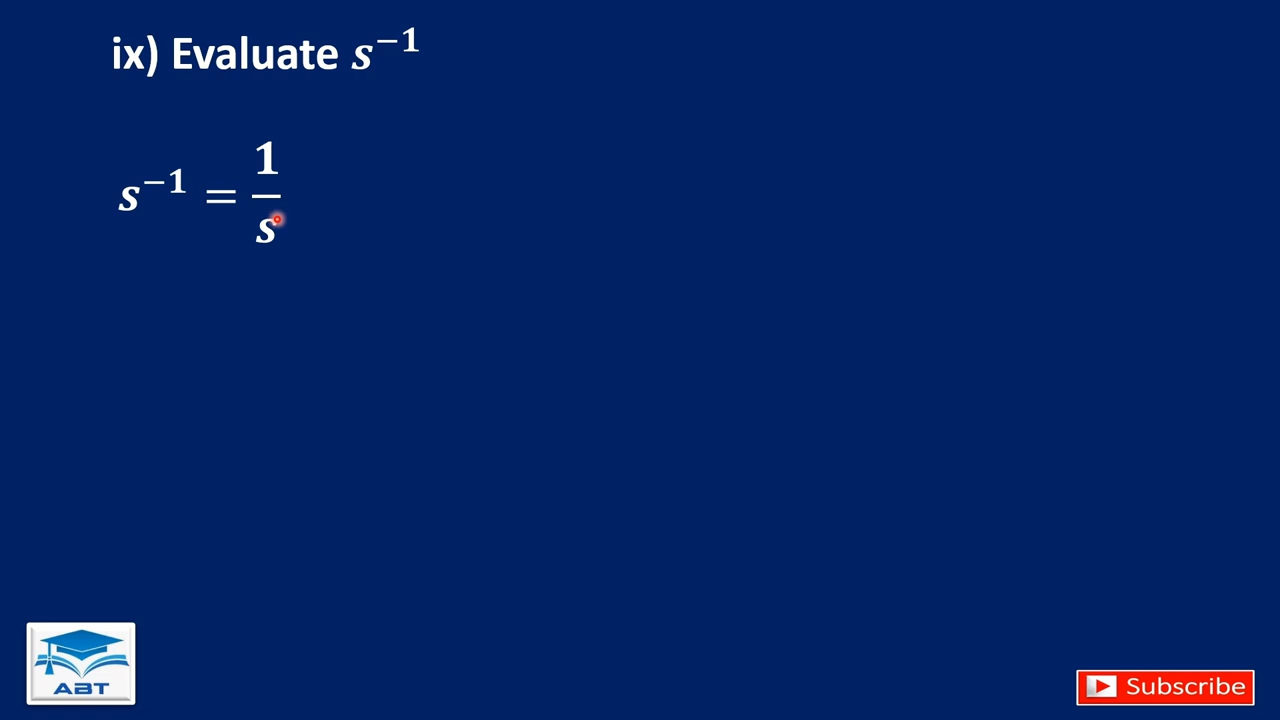 ix) Evaluate s⁻¹
s⁻¹ = 1/s
ABT
Subscribe